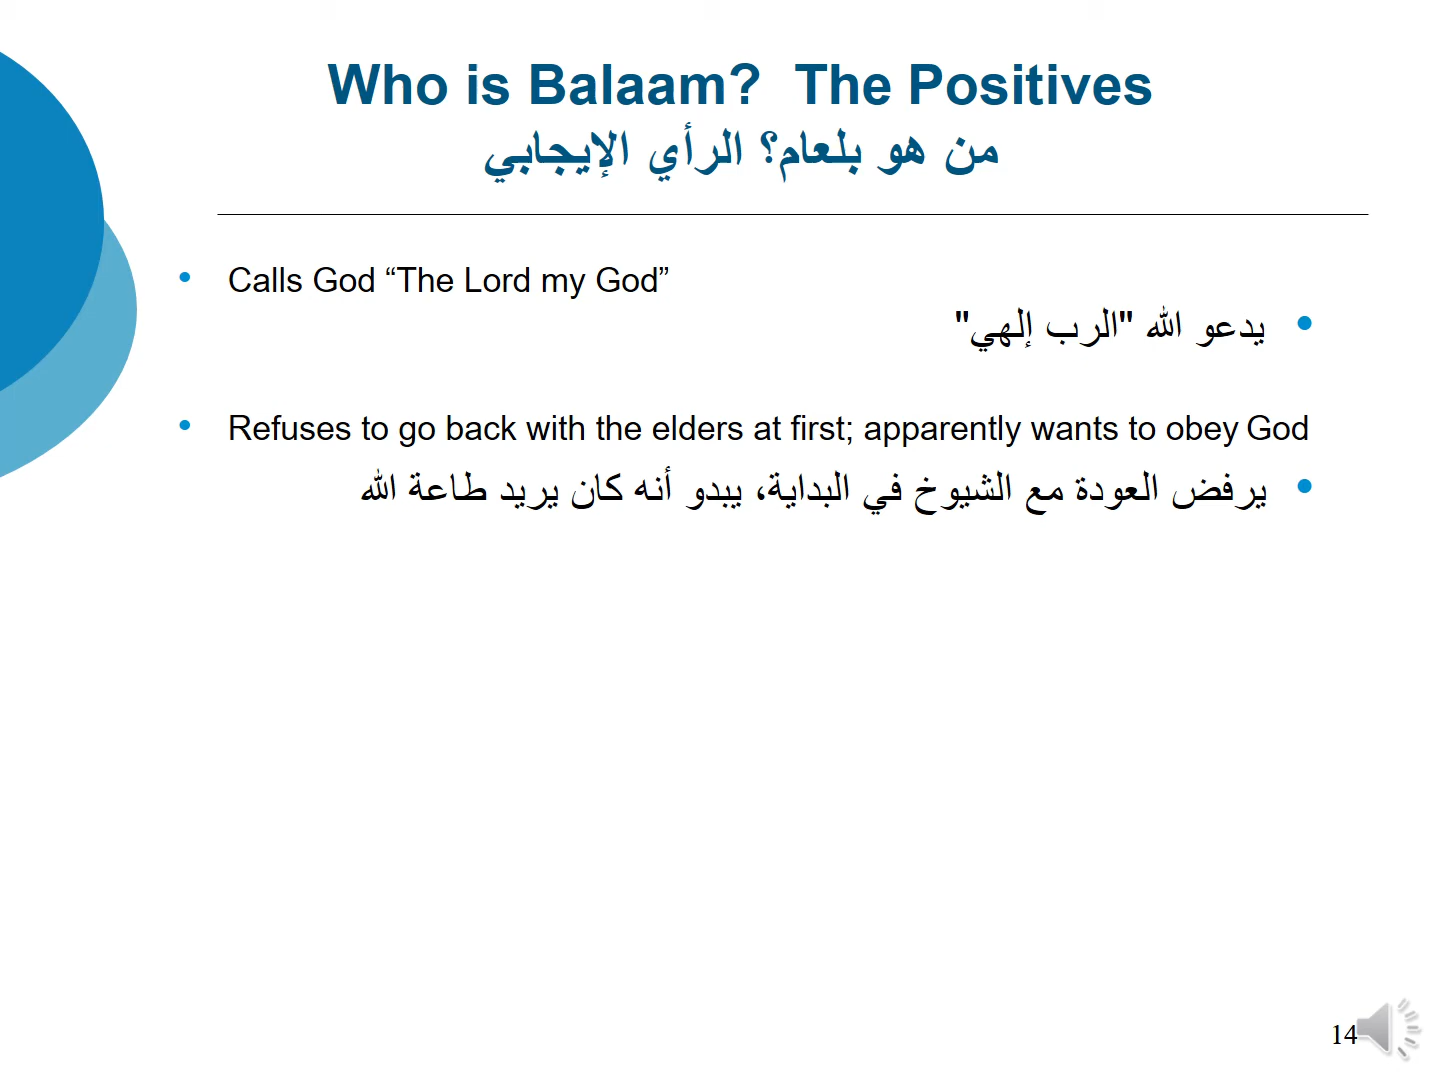 Who is Balaam?  The Positives
من هو بلعام؟ الرأي الإيجابي
• Calls God “The Lord my God”
• يدعو الله "الرب إلهي"
• Refuses to go back with the elders at first; apparently wants to obey God
• يرفض العودة مع الشيوخ في البداية، يبدو أنه كان يريد طاعة الله
14